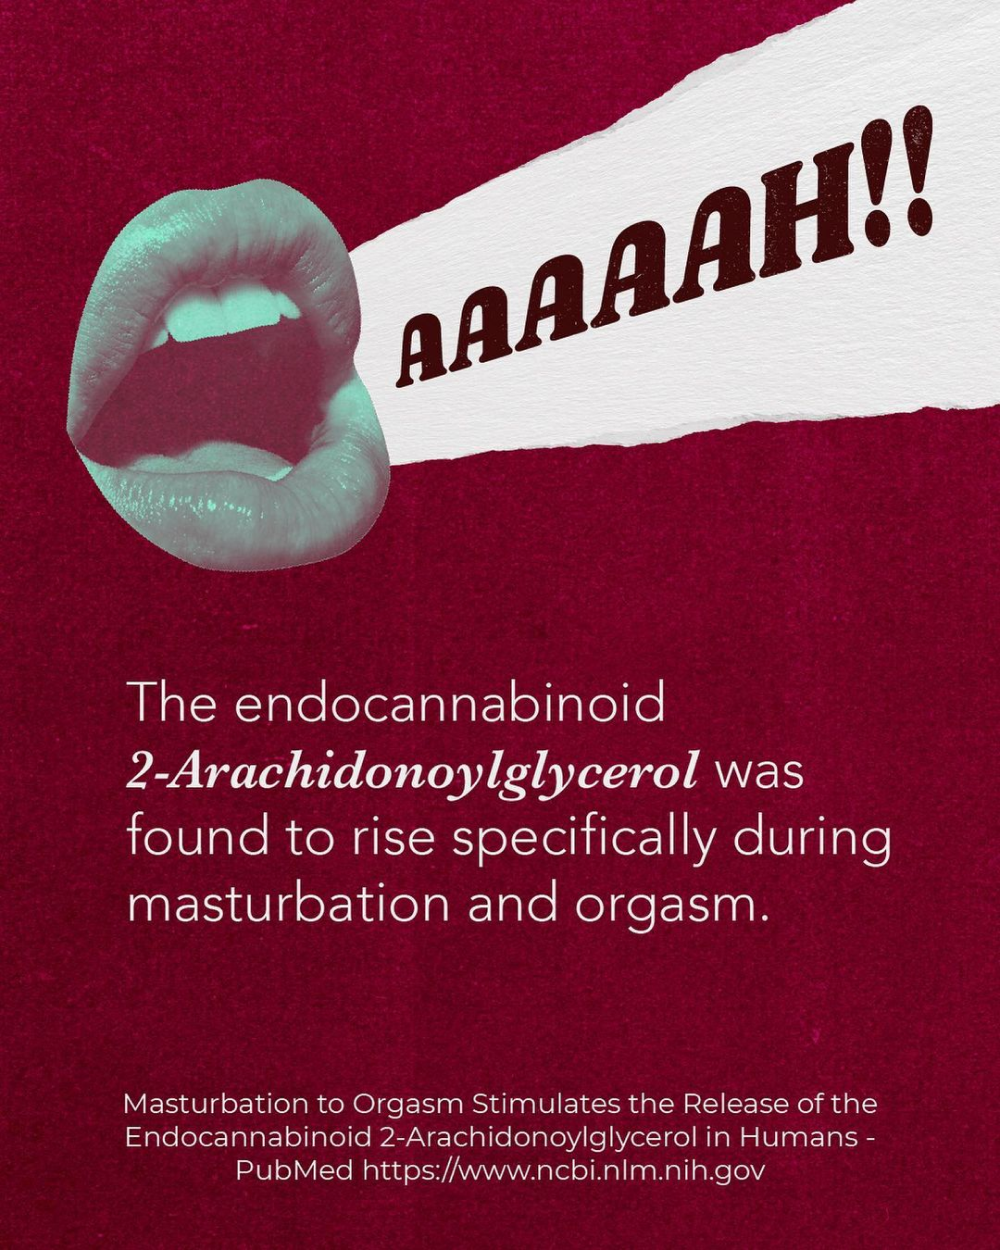 AAAAAH!!
The endocannabinoid
2-Arachidonoylglycerol was
found to rise specifically during
masturbation and orgasm.
Masturbation to Orgasm Stimulates the Release of the
Endocannabinoid 2-Arachidonoylglycerol in Humans -
PubMed https://www.ncbi.nlm.nih.gov